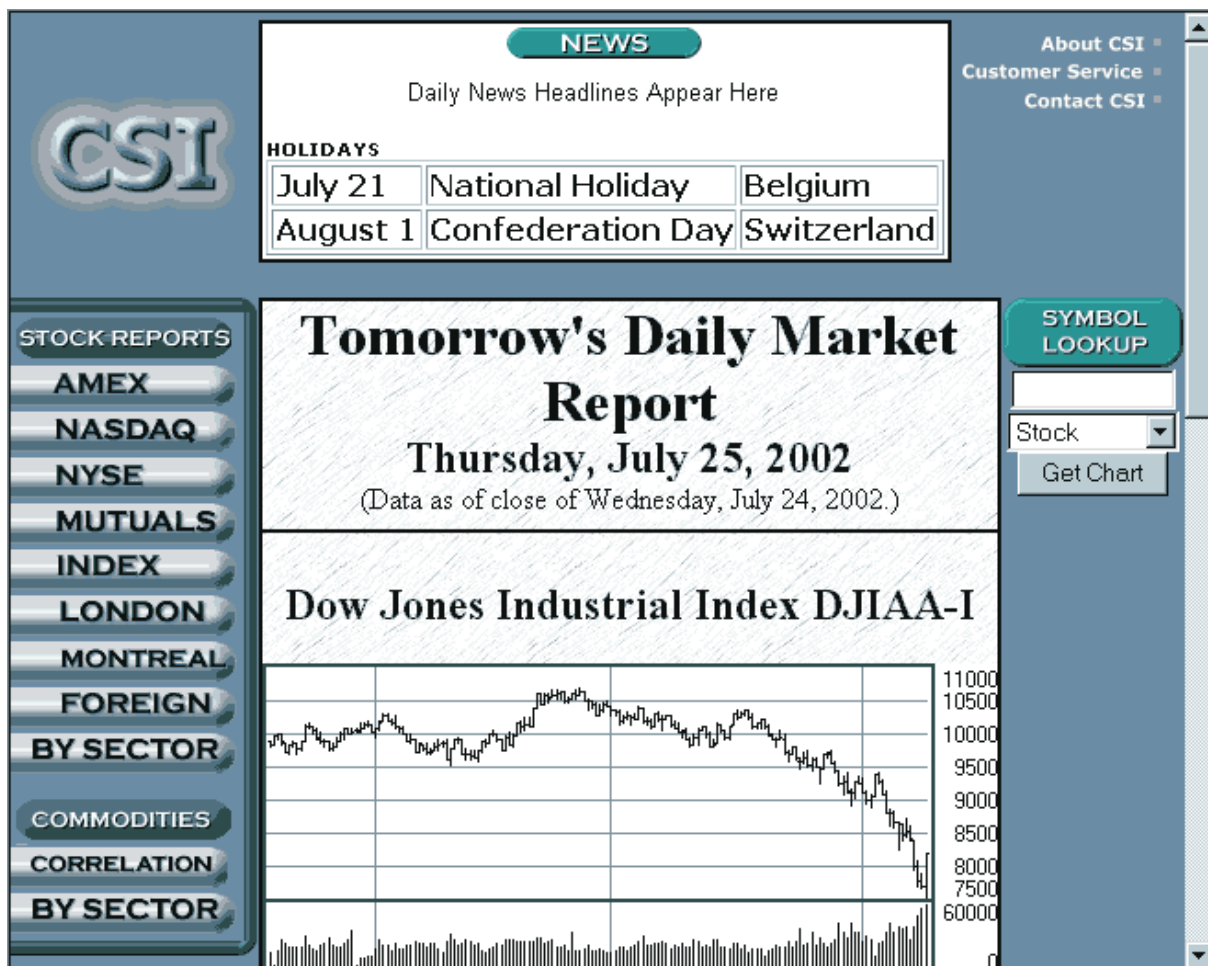 NEWS
Daily News Headlines Appear Here
HOLIDAYS
July 21 National Holiday Belgium
August 1 Confederation Day Switzerland
About CSI
Customer Service
Contact CSI
CSI
STOCK REPORTS
AMEX
NASDAQ
NYSE
MUTUALS
INDEX
LONDON
MONTREAL
FOREIGN
BY SECTOR
COMMODITIES
CORRELATION
BY SECTOR
Tomorrow's Daily Market
Report
Thursday, July 25, 2002
(Data as of close of Wednesday, July 24, 2002.)
Dow Jones Industrial Index DJIAA-I
11000
10500
10000
9500
9000
8500
8000
7500
60000
0
SYMBOL
LOOKUP
Stock
Get Chart